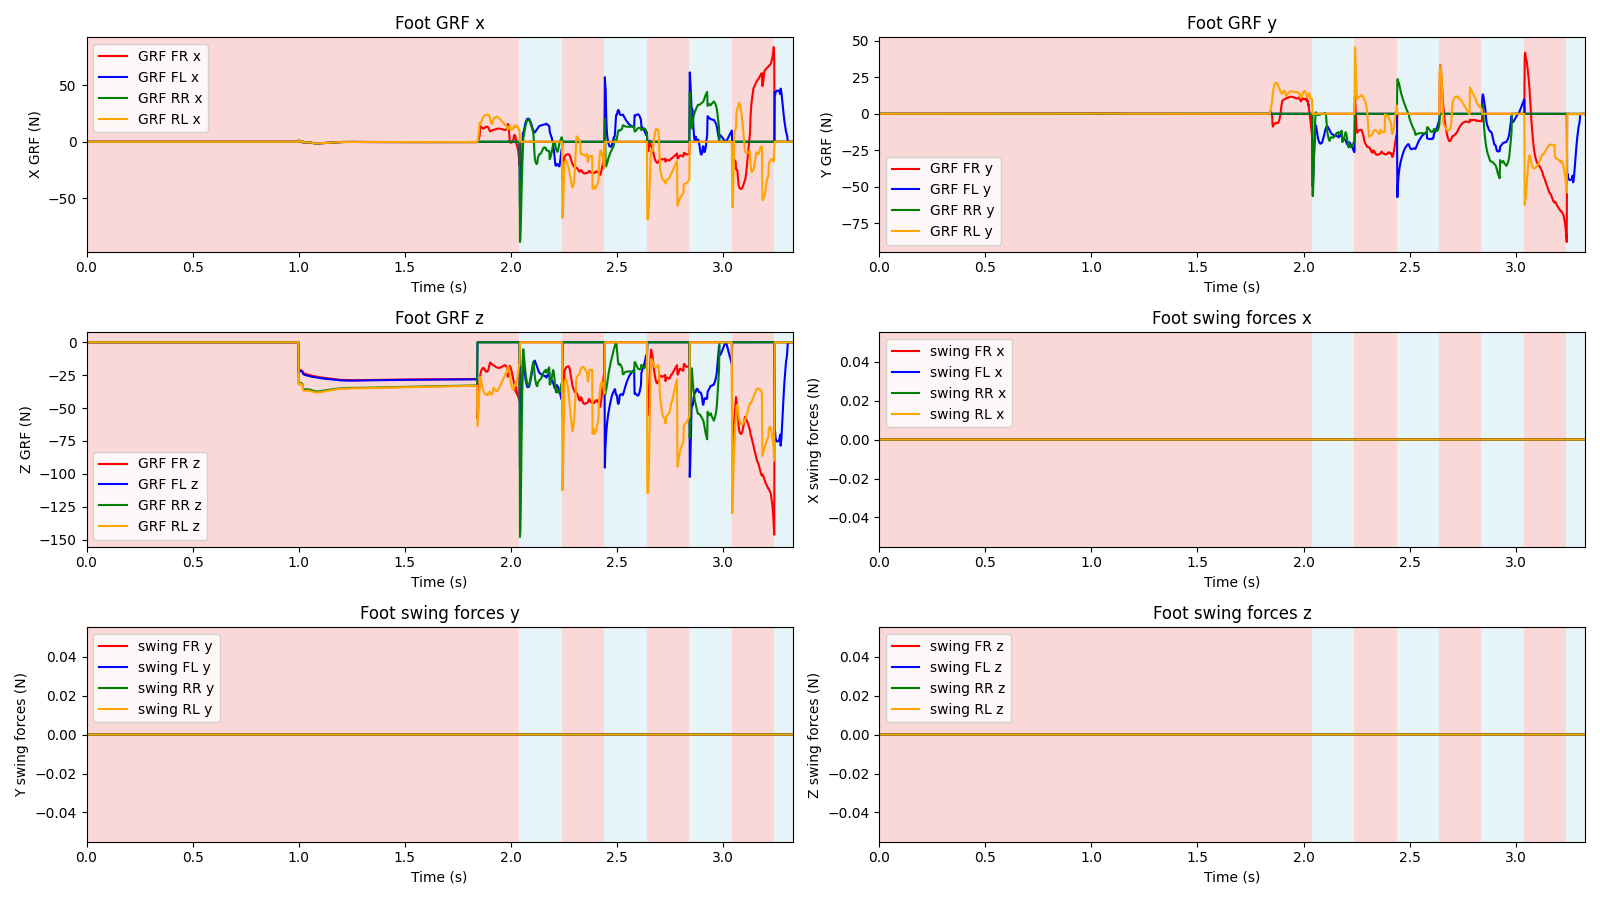 Foot GRF x
X GRF (N)
50
0
−50
GRF FR x
GRF FL x
GRF RR x
GRF RL x
0.0 0.5 1.0 1.5 2.0 2.5 3.0
Time (s)
Foot GRF y
Y GRF (N)
50
25
0
−25
−50
−75
GRF FR y
GRF FL y
GRF RR y
GRF RL y
0.0 0.5 1.0 1.5 2.0 2.5 3.0
Time (s)
Foot GRF z
Z GRF (N)
0
−25
−50
−75
−100
−125
−150
GRF FR z
GRF FL z
GRF RR z
GRF RL z
0.0 0.5 1.0 1.5 2.0 2.5 3.0
Time (s)
Foot swing forces x
X swing forces (N)
0.04
0.02
0.00
−0.02
−0.04
swing FR x
swing FL x
swing RR x
swing RL x
0.0 0.5 1.0 1.5 2.0 2.5 3.0
Time (s)
Foot swing forces y
Y swing forces (N)
0.04
0.02
0.00
−0.02
−0.04
swing FR y
swing FL y
swing RR y
swing RL y
0.0 0.5 1.0 1.5 2.0 2.5 3.0
Time (s)
Foot swing forces z
Z swing forces (N)
0.04
0.02
0.00
−0.02
−0.04
swing FR z
swing FL z
swing RR z
swing RL z
0.0 0.5 1.0 1.5 2.0 2.5 3.0
Time (s)